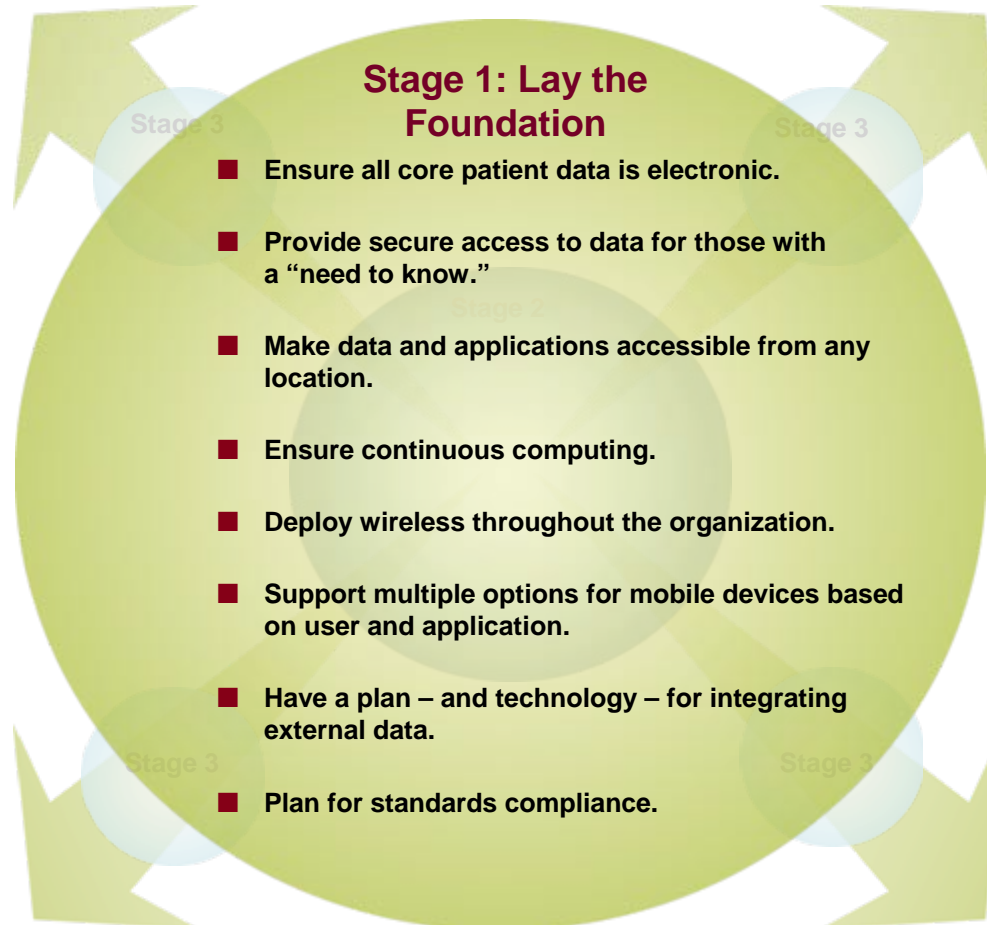 Stage 1: Lay the
Foundation
Stage 3
Stage 3
■ Ensure all core patient data is electronic.
■ Provide secure access to data for those with
a “need to know.”
Stage 2
■ Make data and applications accessible from any
location.
■ Ensure continuous computing.
■ Deploy wireless throughout the organization.
■ Support multiple options for mobile devices based
on user and application.
■ Have a plan – and technology – for integrating
external data.
Stage 3
Stage 3
■ Plan for standards compliance.